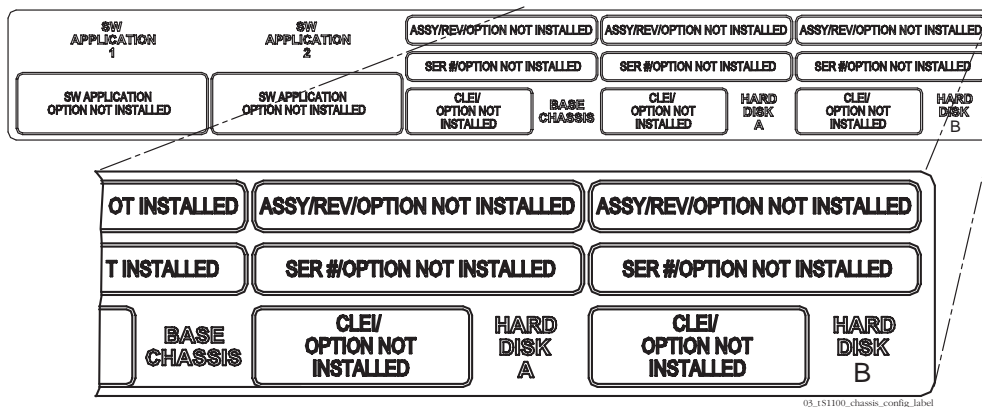 SW
APPLICATION
1
SW
APPLICATION
2
ASSY/REV/OPTION NOT INSTALLED
ASSY/REV/OPTION NOT INSTALLED
ASSY/REV/OPTION NOT INSTALLED
SER #/OPTION NOT INSTALLED
SER #/OPTION NOT INSTALLED
SER #/OPTION NOT INSTALLED
SW APPLICATION
OPTION NOT INSTALLED
SW APPLICATION
OPTION NOT INSTALLED
CLEI/
OPTION NOT
INSTALLED
BASE
CHASSIS
CLEI/
OPTION NOT
INSTALLED
HARD
DISK
A
CLEI/
OPTION NOT
INSTALLED
HARD
DISK
B
OT INSTALLED
ASSY/REV/OPTION NOT INSTALLED
ASSY/REV/OPTION NOT INSTALLED
T INSTALLED
SER #/OPTION NOT INSTALLED
SER #/OPTION NOT INSTALLED
BASE
CHASSIS
CLEI/
OPTION NOT
INSTALLED
HARD
DISK
A
CLEI/
OPTION NOT
INSTALLED
HARD
DISK
B
03_tS1100_chassis_config_label